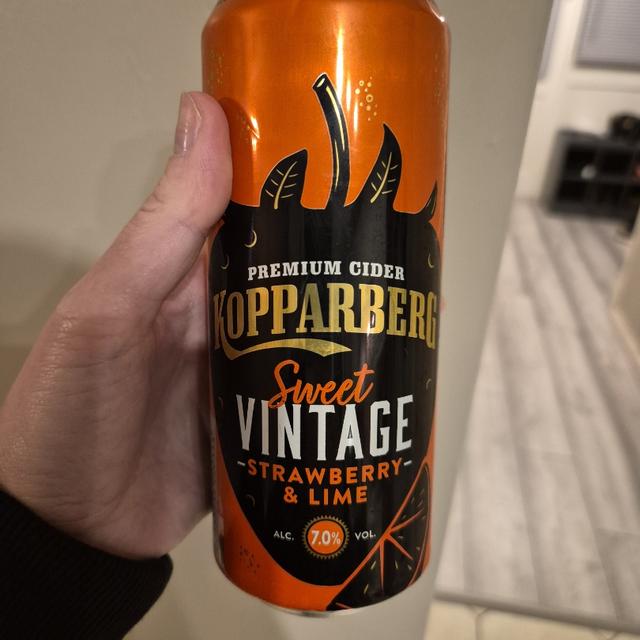 PREMIUM CIDER
KOPPARBERG
Sweet
VINTAGE
-STRAWBERRY-
& LIME
ALC. 7.0% VOL.